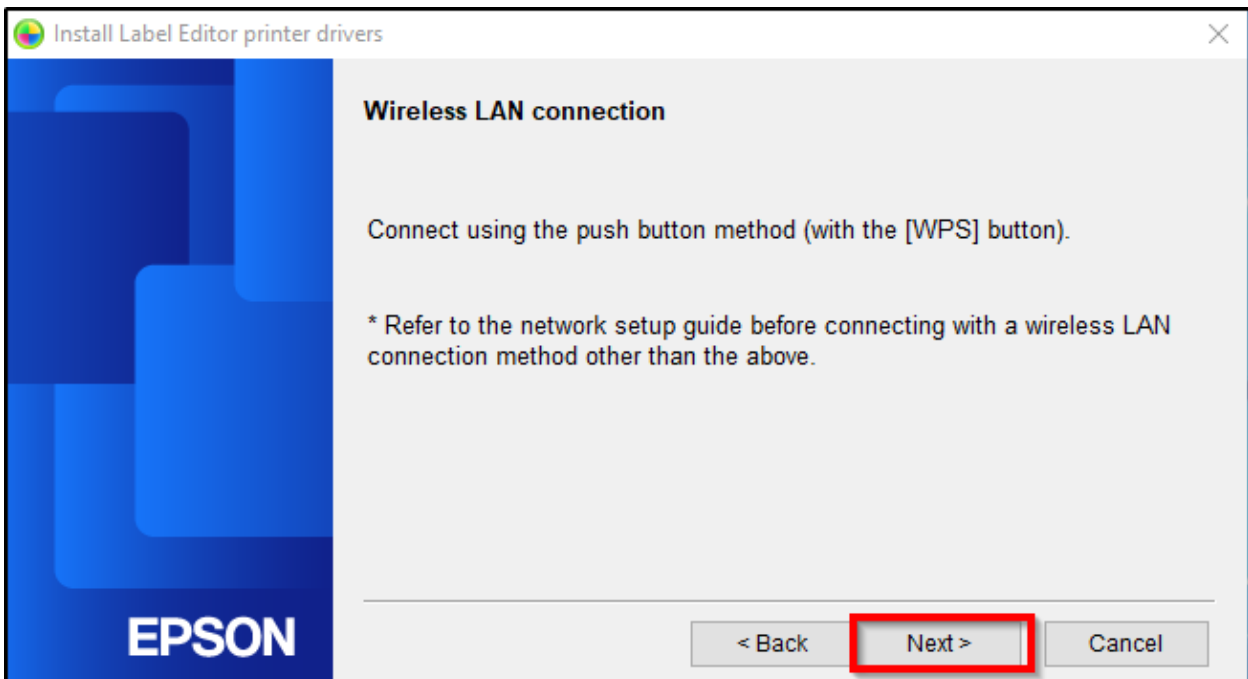 Install Label Editor printer drivers
Wireless LAN connection
Connect using the push button method (with the [WPS] button).
* Refer to the network setup guide before connecting with a wireless LAN
connection method other than the above.
EPSON
< Back
Next >
Cancel